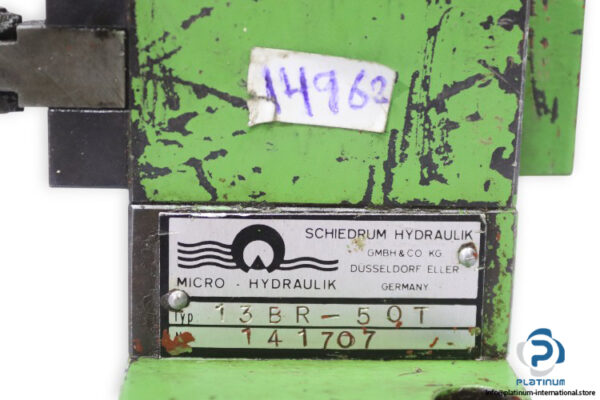 14962
SCHIEDRUM HYDRAULIK
GMBH & CO KG.
DÜSSELDORF ELLER
GERMANY
MICRO - HYDRAULIK
Typ 13BR-50T
141707
PLATINUM
info@platinum-international.store